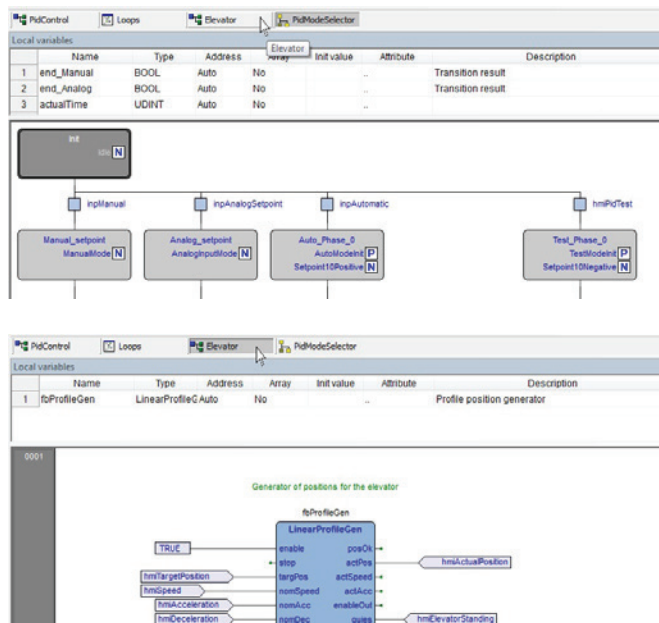 PidControl Loops Elevator PidModeSelector
Local variables
Elevator
Name Type Address Array Init value Attribute Description
1 end_Manual BOOL Auto No .. Transition result
2 end_Analog BOOL Auto No .. Transition result
3 actualTime UDINT Auto No ..
Init
Idle N
inpManual inpAnalogSetpoint inpAutomatic hmiPidTest
Manual_setpoint Analog_setpoint Auto_Phase_0 Test_Phase_0
ManualMode N AnalogInputMode N AutoModeInit P TestModeInit P
Setpoint10Positive N Setpoint10Negative N
PidControl Loops Elevator PidModeSelector
Local variables
Name Type Address Array Init value Attribute Description
1 fbProfileGen LinearProfileG Auto No .. Profile position generator
0001
Generator of positions for the elevator
fbProfileGen
LinearProfileGen
TRUE enable posOk
stop actPos hmiActualPosition
hmiTargetPosition targPos actSpeed
hmiSpeed nomSpeed actAcc
hmiAcceleration nomAcc enableOut
hmiDeceleration nomDec quies hmiElevatorStanding